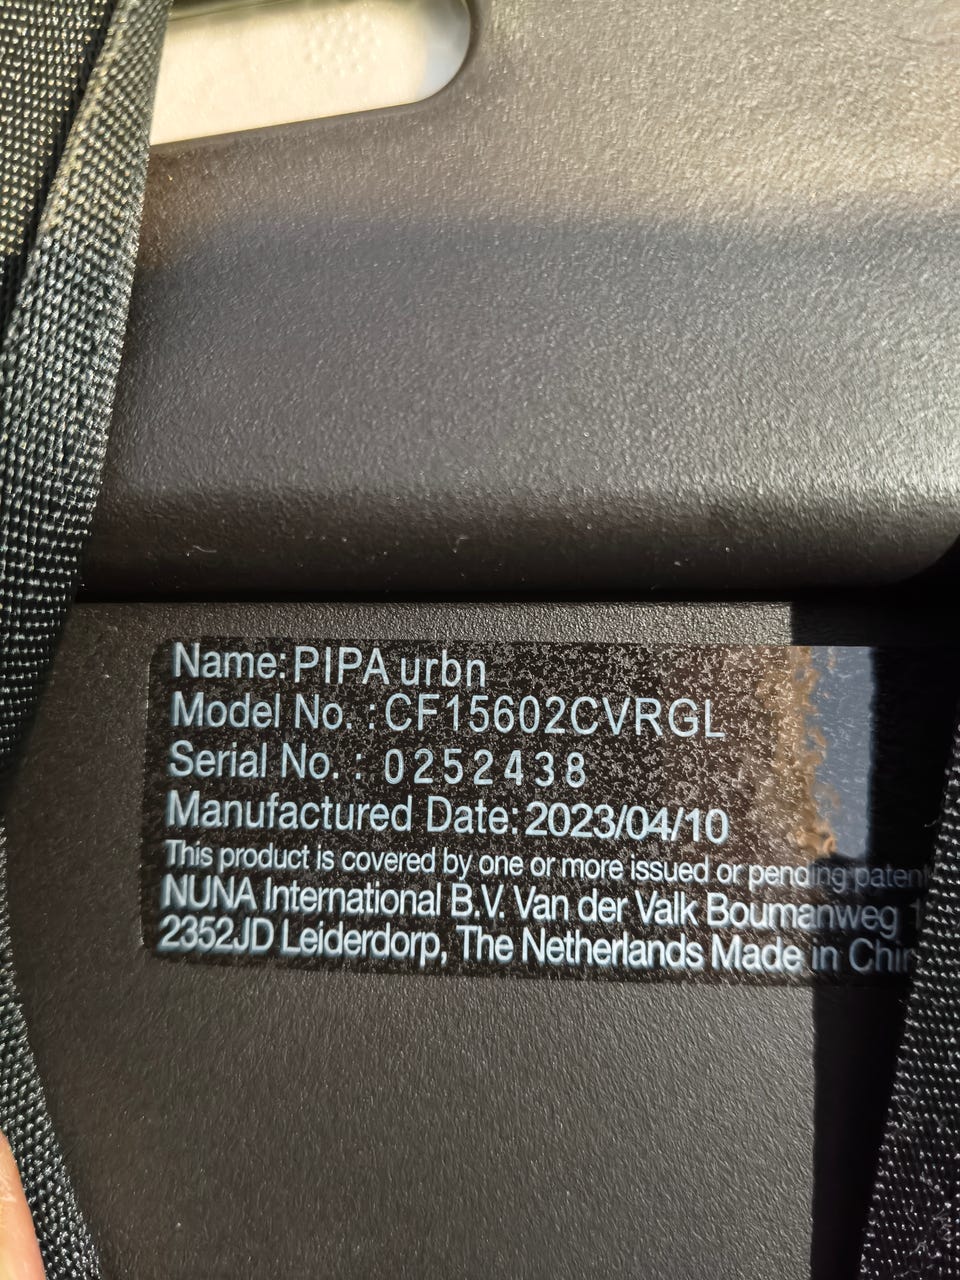 Name:PIPA urbn
Model No. :CF15602CVRGL
Serial No. : 0252438
Manufactured Date:2023/04/10
This product is covered by one or more issued or pending
NUNA International B.V. Van der Valk Boumanweg
2352JD Leiderdorp, The Netherlands Made in